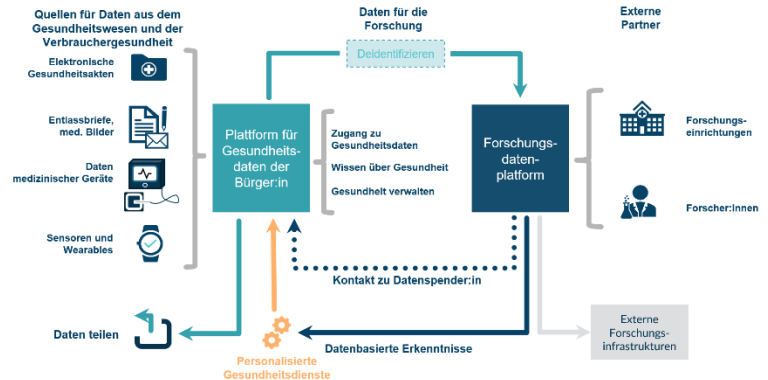 Quellen für Daten aus dem
Gesundheitswesen und der
Verbrauchergesundheit
Daten für die
Forschung
Externe
Partner
Deidentifizieren
Elektronische
Gesundheitsakten
Entlassbriefe,
med. Bilder
Daten
medizinischer Geräte
Sensoren und
Wearables
Plattform für
Gesundheits-
daten der
Bürger:in
Zugang zu
Gesundheitsdaten
Wissen über Gesundheit
Gesundheit verwalten
Forschungs-
daten-
plattform
Forschungs-
einrichtungen
Forscher:Innen
Kontakt zu Datenspender:in
Daten teilen
Personalisierte
Gesundheitsdienste
Datenbasierte Erkenntnisse
Externe
Forschungs-
infrastrukturen